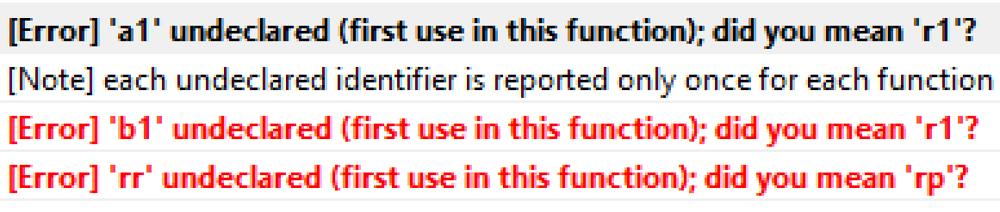 [Error] 'a1' undeclared (first use in this function); did you mean 'r1'?
[Note] each undeclared identifier is reported only once for each function
[Error] 'b1' undeclared (first use in this function); did you mean 'r1'?
[Error] 'rr' undeclared (first use in this function); did you mean 'rp'?